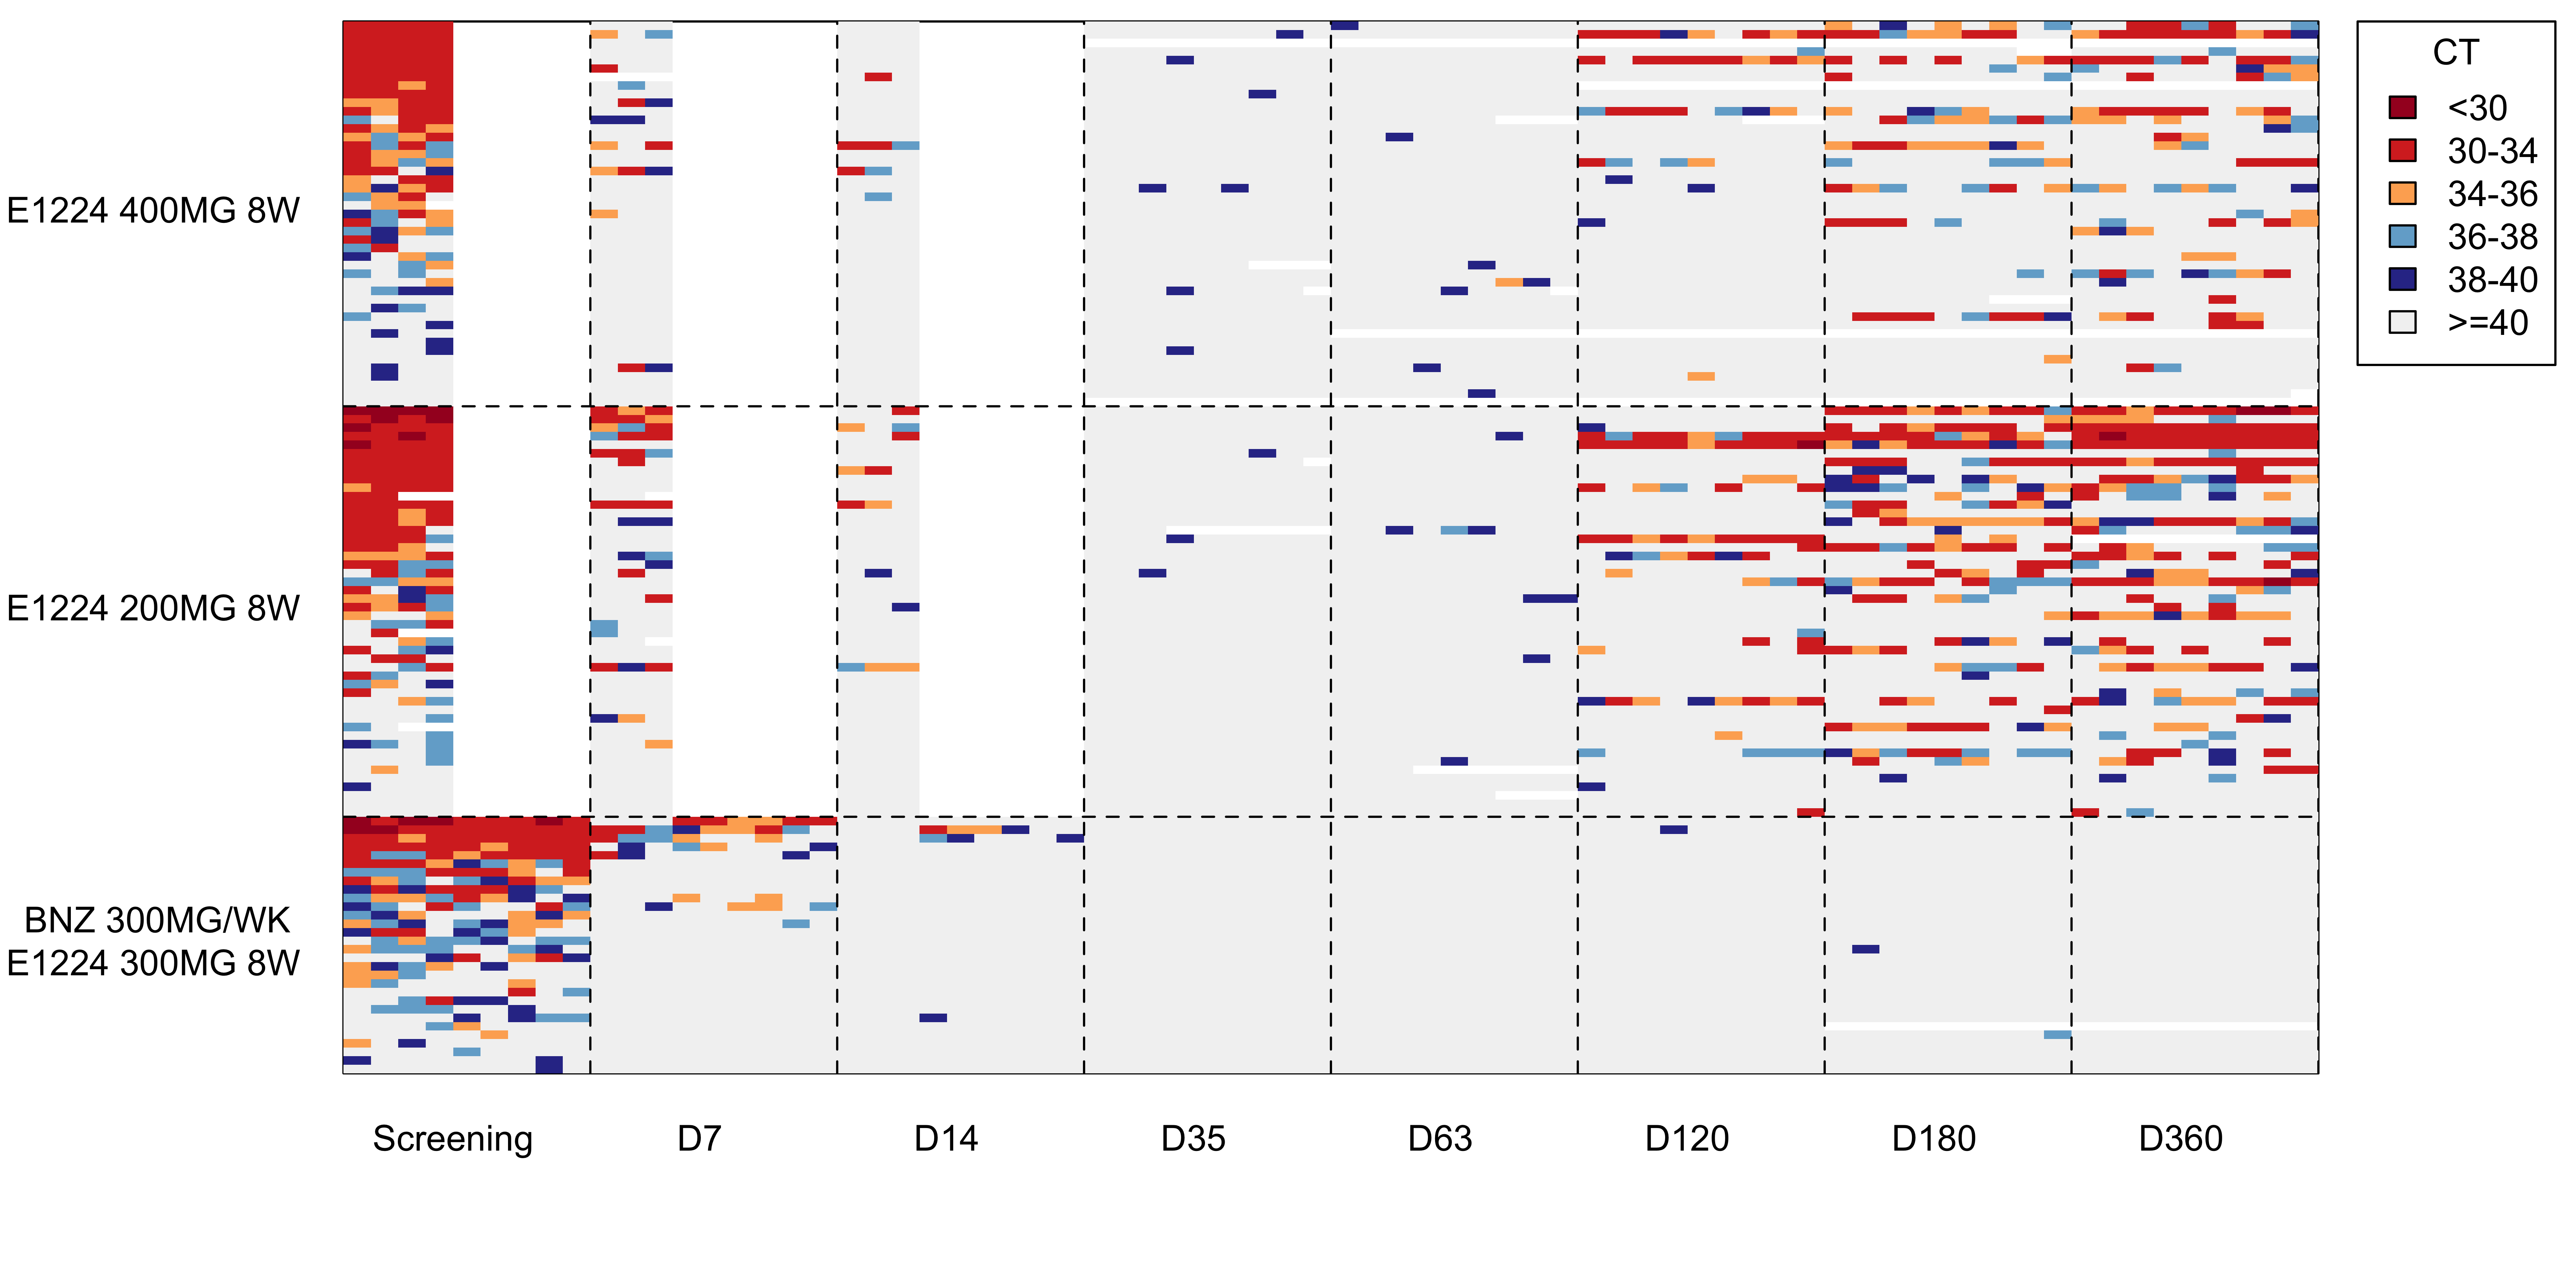 CT
<30
30-34
34-36
36-38
38-40
>=40
E1224 400MG 8W
E1224 200MG 8W
BNZ 300MG/WK
E1224 300MG 8W
Screening D7 D14 D35 D63 D120 D180 D360